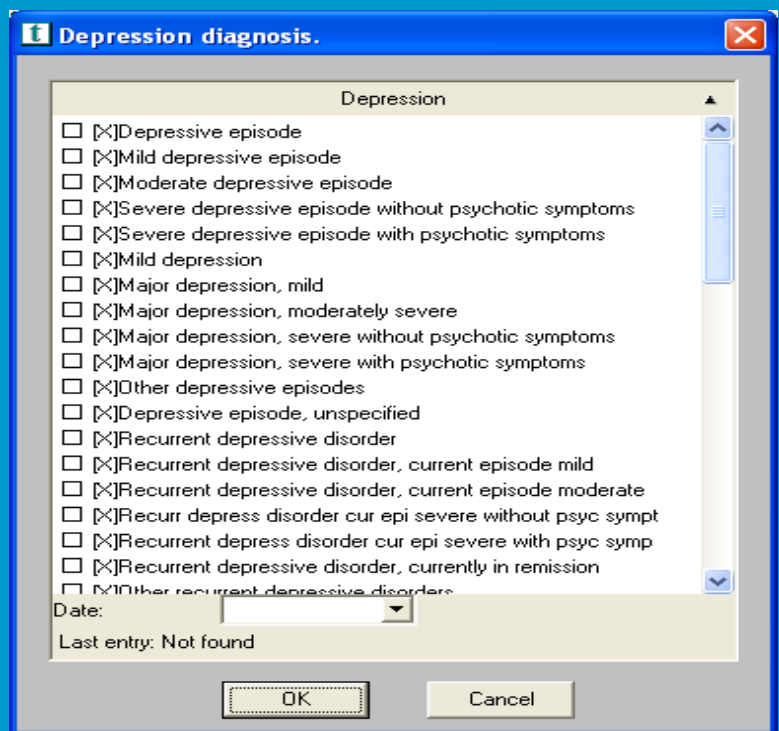 t Depression diagnosis.
Depression
[X]Depressive episode
[X]Mild depressive episode
[X]Moderate depressive episode
[X]Severe depressive episode without psychotic symptoms
[X]Severe depressive episode with psychotic symptoms
[X]Mild depression
[X]Major depression, mild
[X]Major depression, moderately severe
[X]Major depression, severe without psychotic symptoms
[X]Major depression, severe with psychotic symptoms
[X]Other depressive episodes
[X]Depressive episode, unspecified
[X]Recurrent depressive disorder
[X]Recurrent depressive disorder, current episode mild
[X]Recurrent depressive disorder, current episode moderate
[X]Recurr depress disorder cur epi severe without psyc sympt
[X]Recurrent depress disorder cur epi severe with psyc symp
[X]Recurrent depressive disorder, currently in remission
[X]Other recurrent depressive disorders
Date:
Last entry: Not found
OK Cancel